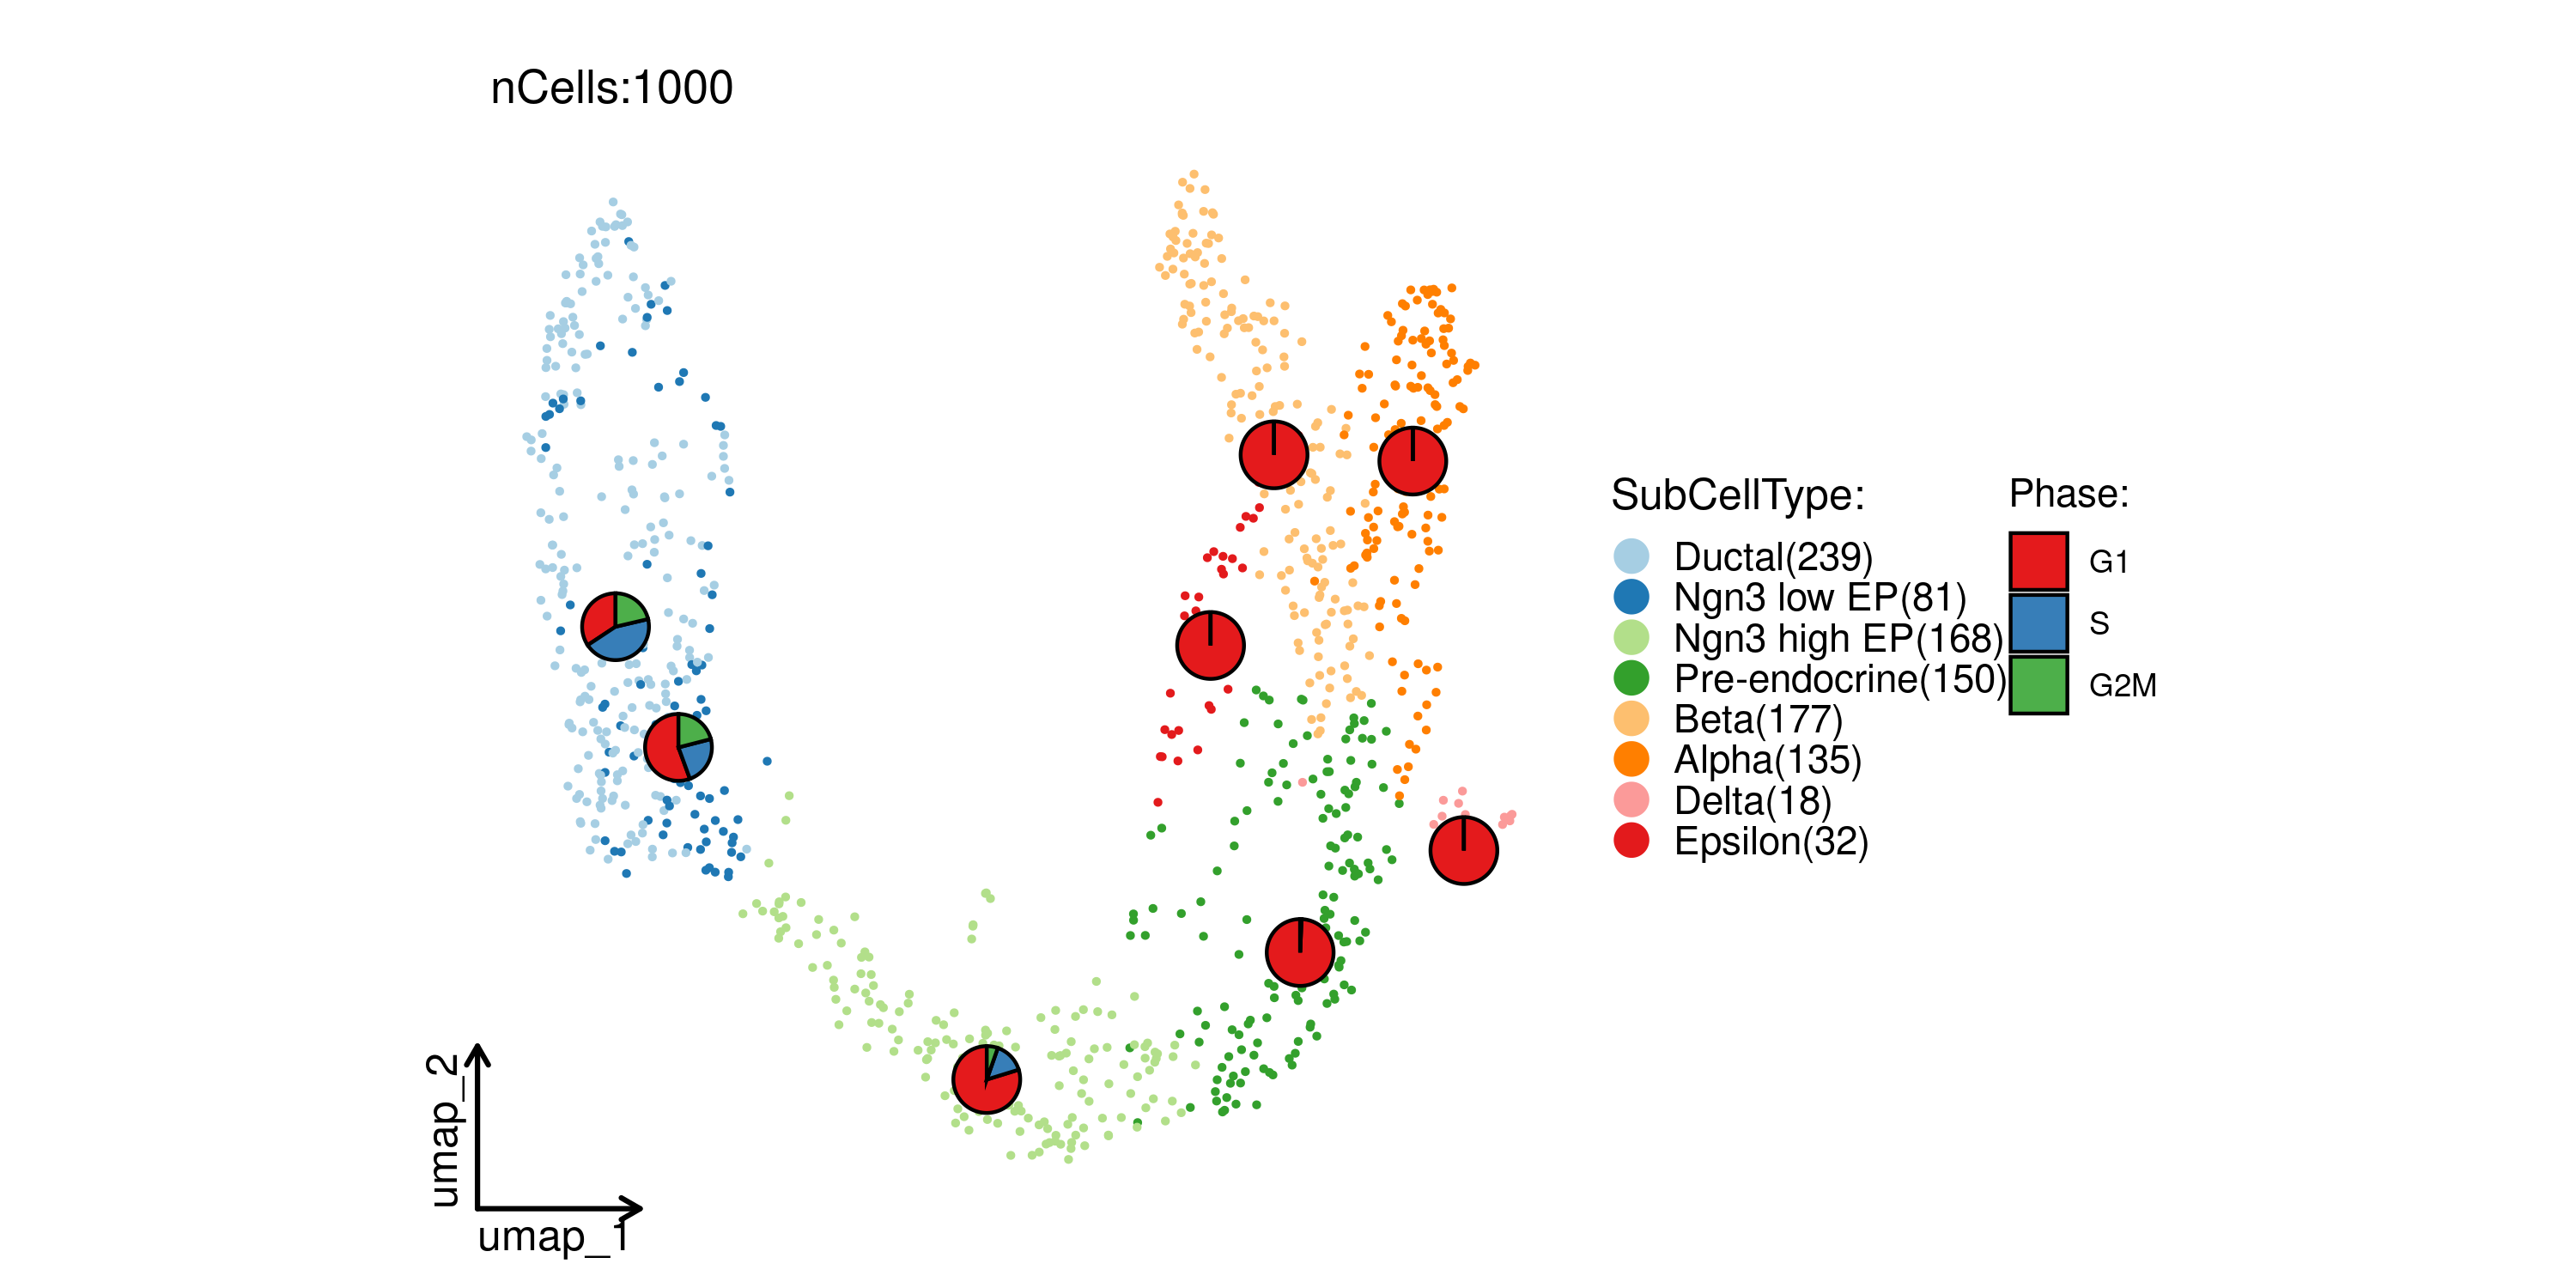 nCells:1000
SubCellType:
Ductal(239)
Ngn3 low EP(81)
Ngn3 high EP(168)
Pre-endocrine(150)
Beta(177)
Alpha(135)
Delta(18)
Epsilon(32)
Phase:
G1
S
G2M
umap_2
umap_1